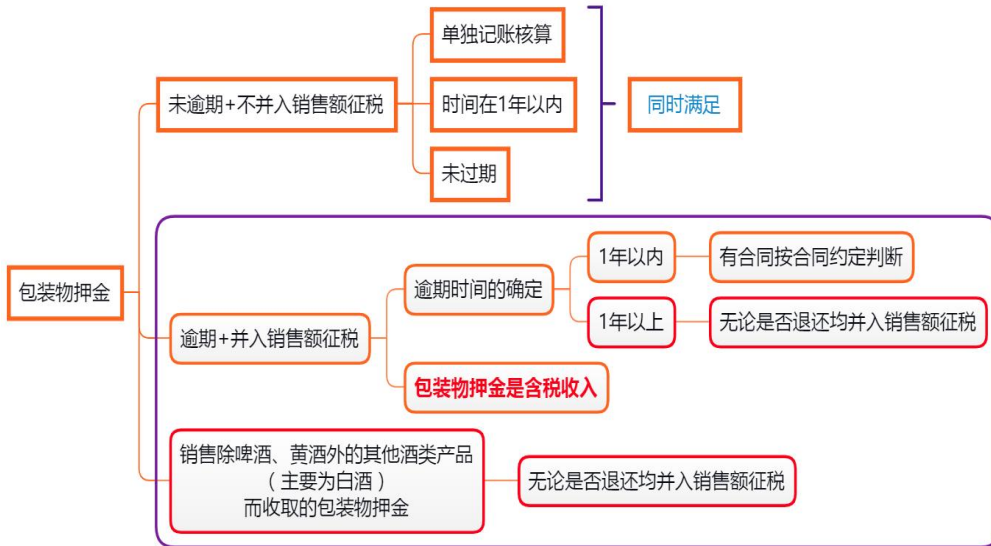 包装物押金
未逾期+不并入销售额征税
单独记账核算
时间在1年以内
未过期
同时满足
逾期+并入销售额征税
逾期时间的确定
1年以内
有合同按合同约定判断
1年以上
无论是否退还均并入销售额征税
包装物押金是含税收入
销售除啤酒、黄酒外的其他酒类产品
（主要为白酒）
而收取的包装物押金
无论是否退还均并入销售额征税